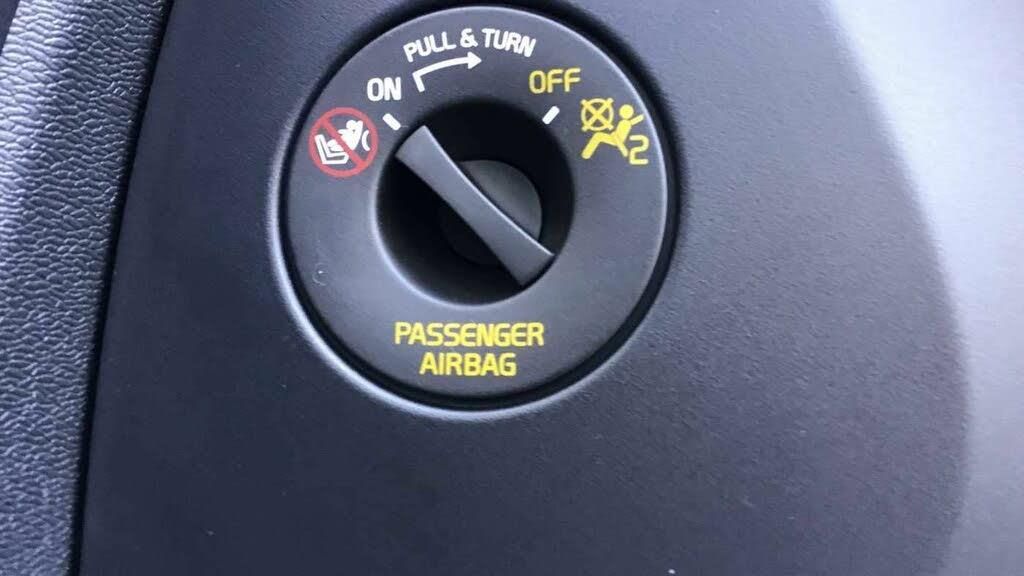 PULL & TURN
ON
OFF
2
PASSENGER
AIRBAG